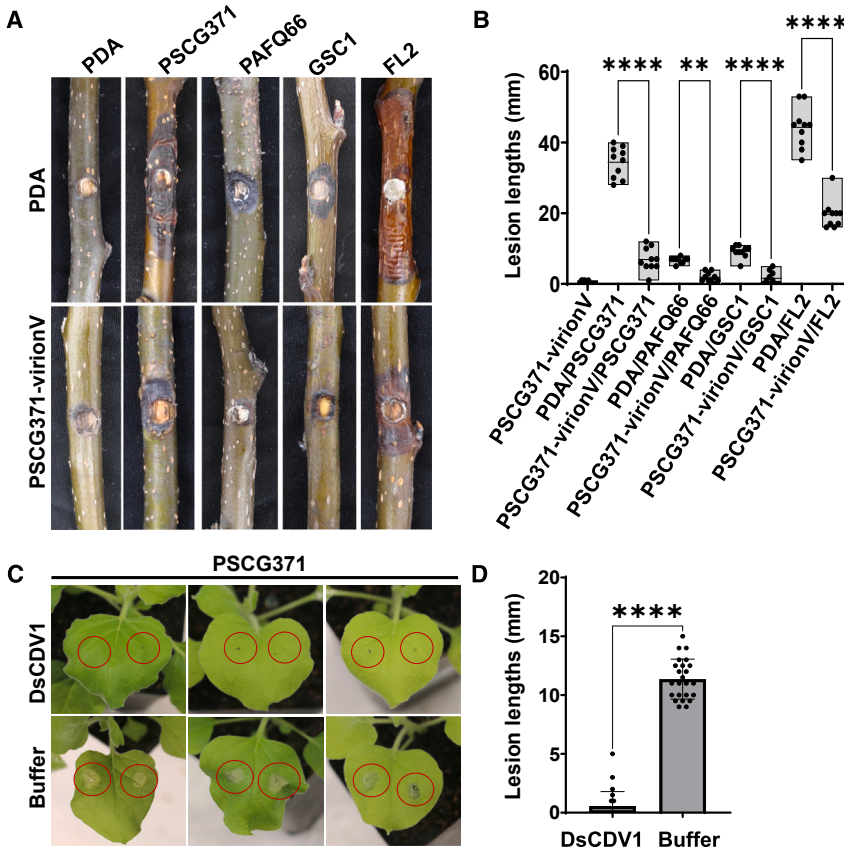 A
PDA
PSCG371
PAFQ66
GSC1
FL2
PDA
PSCG371-virionV
B
Lesion lengths (mm)
60
40
20
0
**** ** **** ****
PSCG371-virionV
PDA/PSCG371
PSCG371-virionV/PSCG371
PDA/PAFQ66
PSCG371-virionV/PAFQ66
PDA/GSC1
PSCG371-virionV/GSC1
PDA/FL2
PSCG371-virionV/FL2
C
PSCG371
DsCDV1
Buffer
D
Lesion lengths (mm)
20
15
10
5
0
****
DsCDV1 Buffer